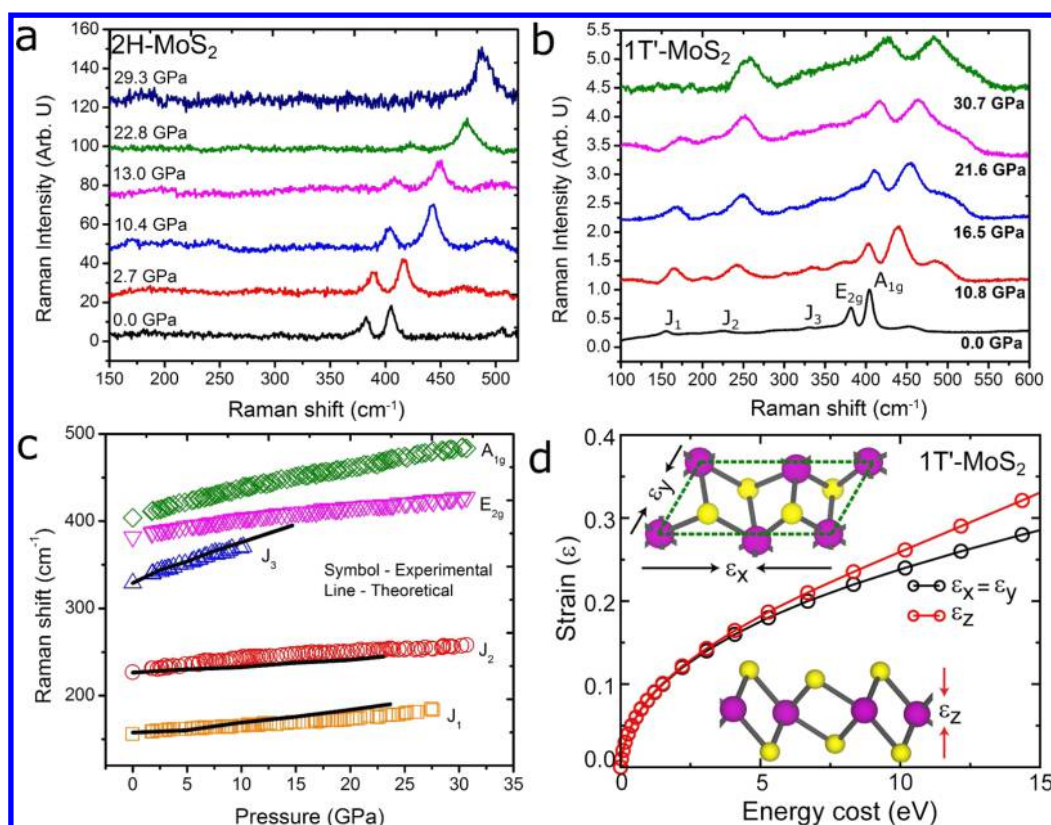 a
2H-MoS2
Raman Intensity (Arb. U)
160
140
120
100
80
60
40
20
0
29.3 GPa
22.8 GPa
13.0 GPa
10.4 GPa
2.7 GPa
0.0 GPa
150 200 250 300 350 400 450 500
Raman shift (cm-1)
b
1T'-MoS2
Raman Intensity (Arb. U)
5.5
5.0
4.5
4.0
3.5
3.0
2.5
2.0
1.5
1.0
0.5
0.0
30.7 GPa
21.6 GPa
16.5 GPa
10.8 GPa
0.0 GPa
J1
J2
J3
E2g
A1g
100 150 200 250 300 350 400 450 500 550 600
Raman shift (cm-1)
c
Raman shift (cm-1)
500
400
300
200
A1g
E2g
J3
Symbol - Experimental
Line - Theoretical
J2
J1
0 5 10 15 20 25 30 35
Pressure (GPa)
d
1T'-MoS2
Strain (ε)
0.4
0.3
0.2
0.1
0.0
εy
εx
εx = εy
εz
εz
0 5 10 15
Energy cost (eV)